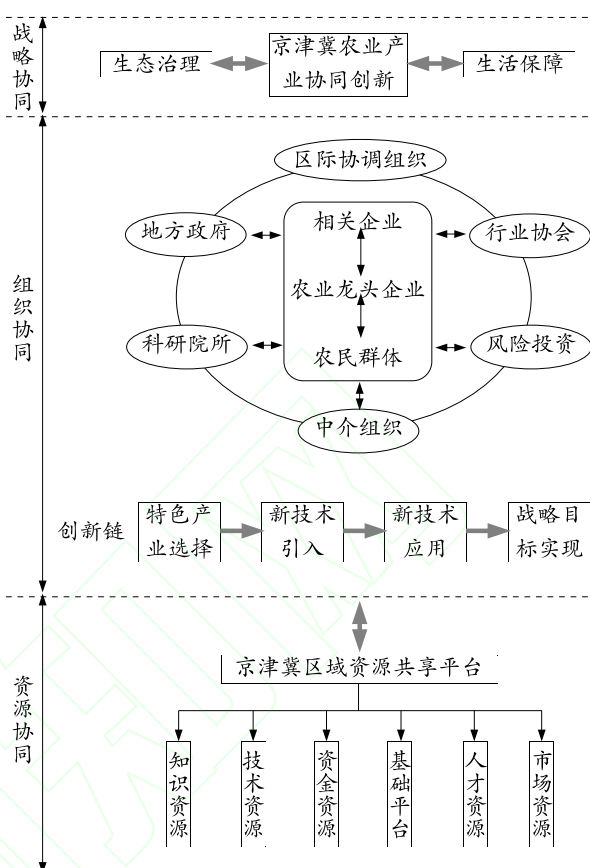 战略协同
生态治理
京津冀农业产
业协同创新
生活保障
组织协同
区际协调组织
地方政府
相关企业
行业协会
农业龙头企业
科研院所
农民群体
风险投资
中介组织
创新链
特色产
业选择
新技术
引入
新技术
应用
战略目
标实现
资源协同
京津冀区域资源共享平台
知识资源
技术资源
资金资源
基础平台
人才资源
市场资源